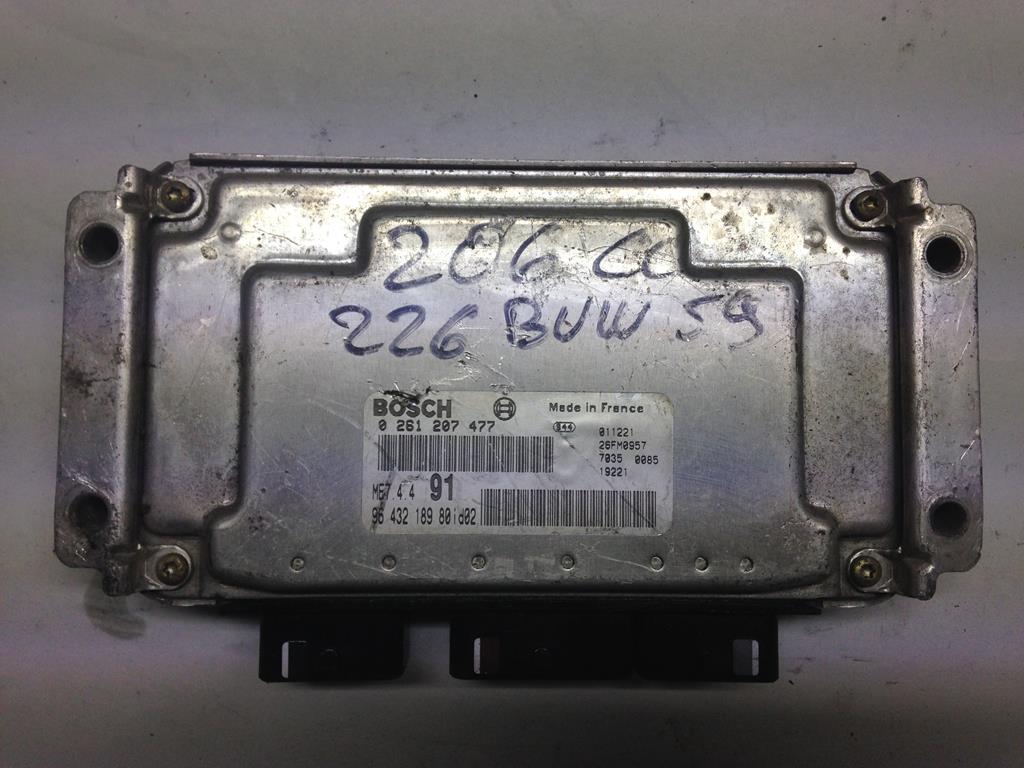 206 CC
226 BVW 59
BOSCH
Made in France
0 261 207 477
011221
26FM0957
7035 0085
19221
ME7.4.4 91
96 432 189 80id02